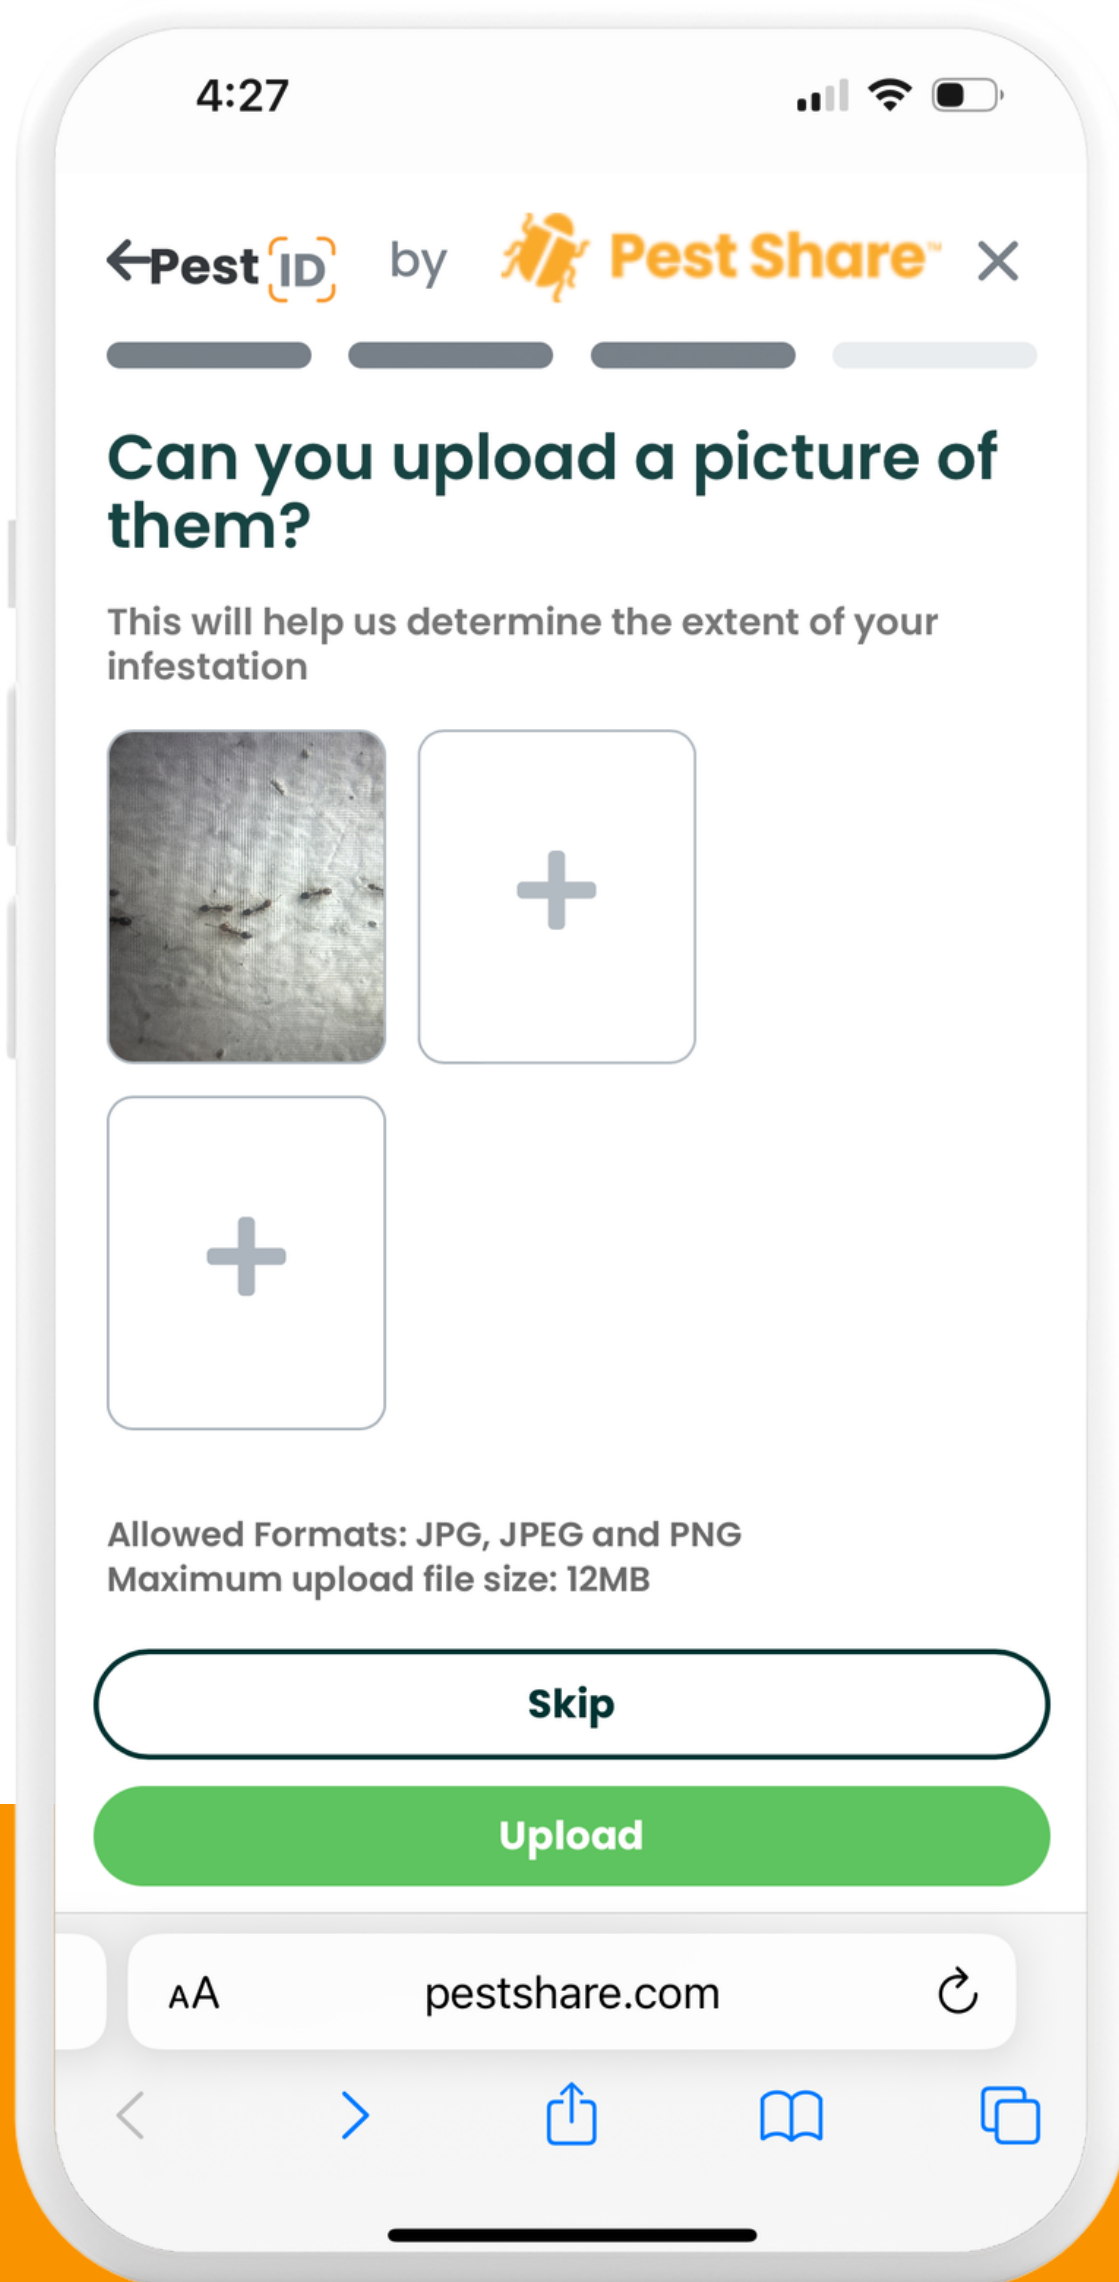 4:27
Pest ID by Pest Share™
Can you upload a picture of
them?
This will help us determine the extent of your
infestation
Allowed Formats: JPG, JPEG and PNG
Maximum upload file size: 12MB
Skip
Upload
AA pestshare.com